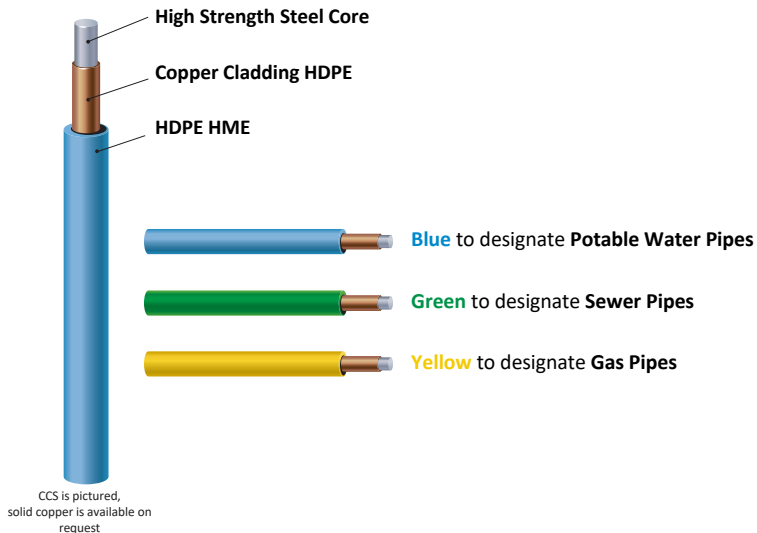 High Strength Steel Core
Copper Cladding HDPE
HDPE HME
Blue to designate Potable Water Pipes
Green to designate Sewer Pipes
Yellow to designate Gas Pipes
CCS is pictured,
solid copper is available on
request